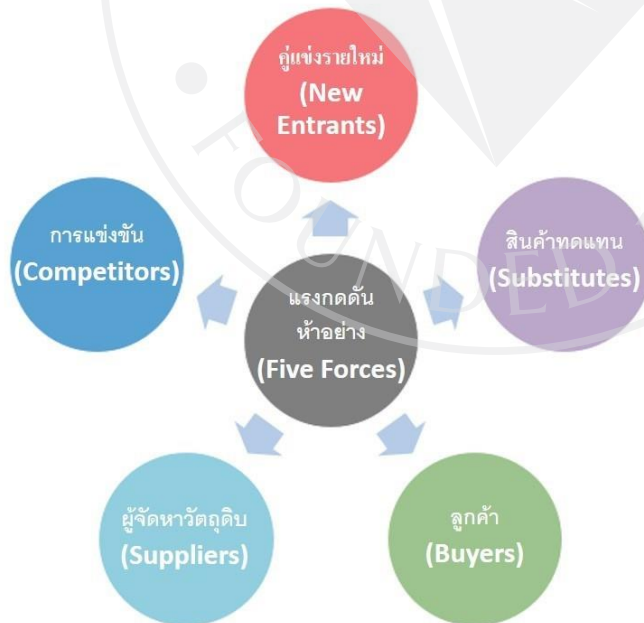 คู่แข่งรายใหม่
(New
Entrants)
การแข่งขัน
(Competitors)
สินค้าทดแทน
(Substitutes)
แรงกดดัน
ห้าอย่าง
(Five Forces)
ผู้จัดหาวัตถุดิบ
(Suppliers)
ลูกค้า
(Buyers)
FOUNDED